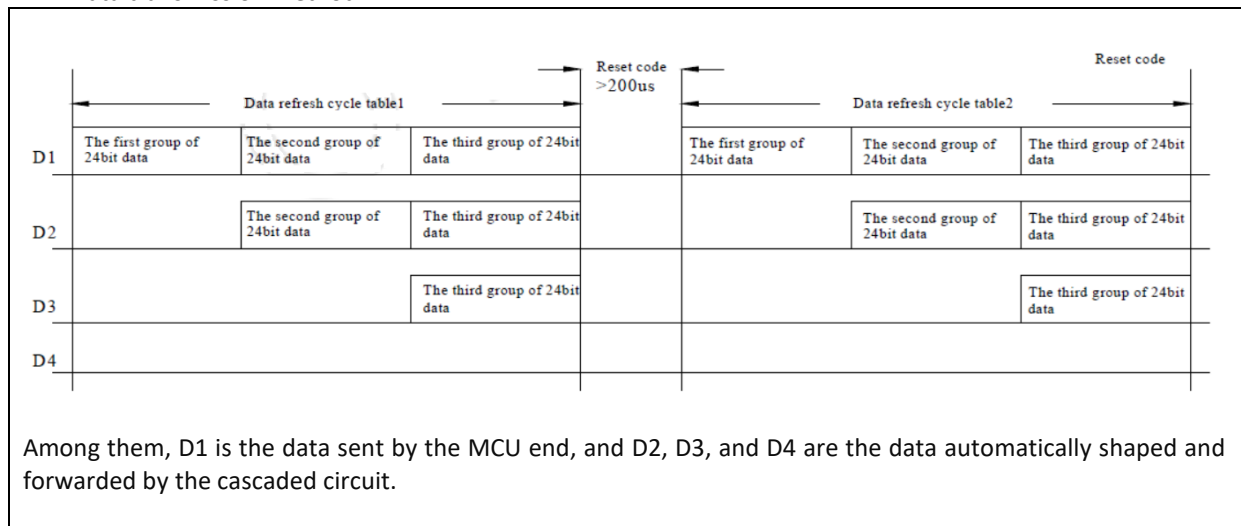 Reset code
>200us
Reset code
Data refresh cycle table1
Data refresh cycle table2
D1
The first group of
24bit data
The second group of
24bit data
The third group of 24bit
data
The first group of
24bit data
The second group of
24bit data
The third group of 24bit
data
D2
The second group of
24bit data
The third group of 24bit
data
The second group of
24bit data
The third group of 24bit
data
D3
The third group of 24bit
data
The third group of 24bit
data
D4
Among them, D1 is the data sent by the MCU end, and D2, D3, and D4 are the data automatically shaped and
forwarded by the cascaded circuit.